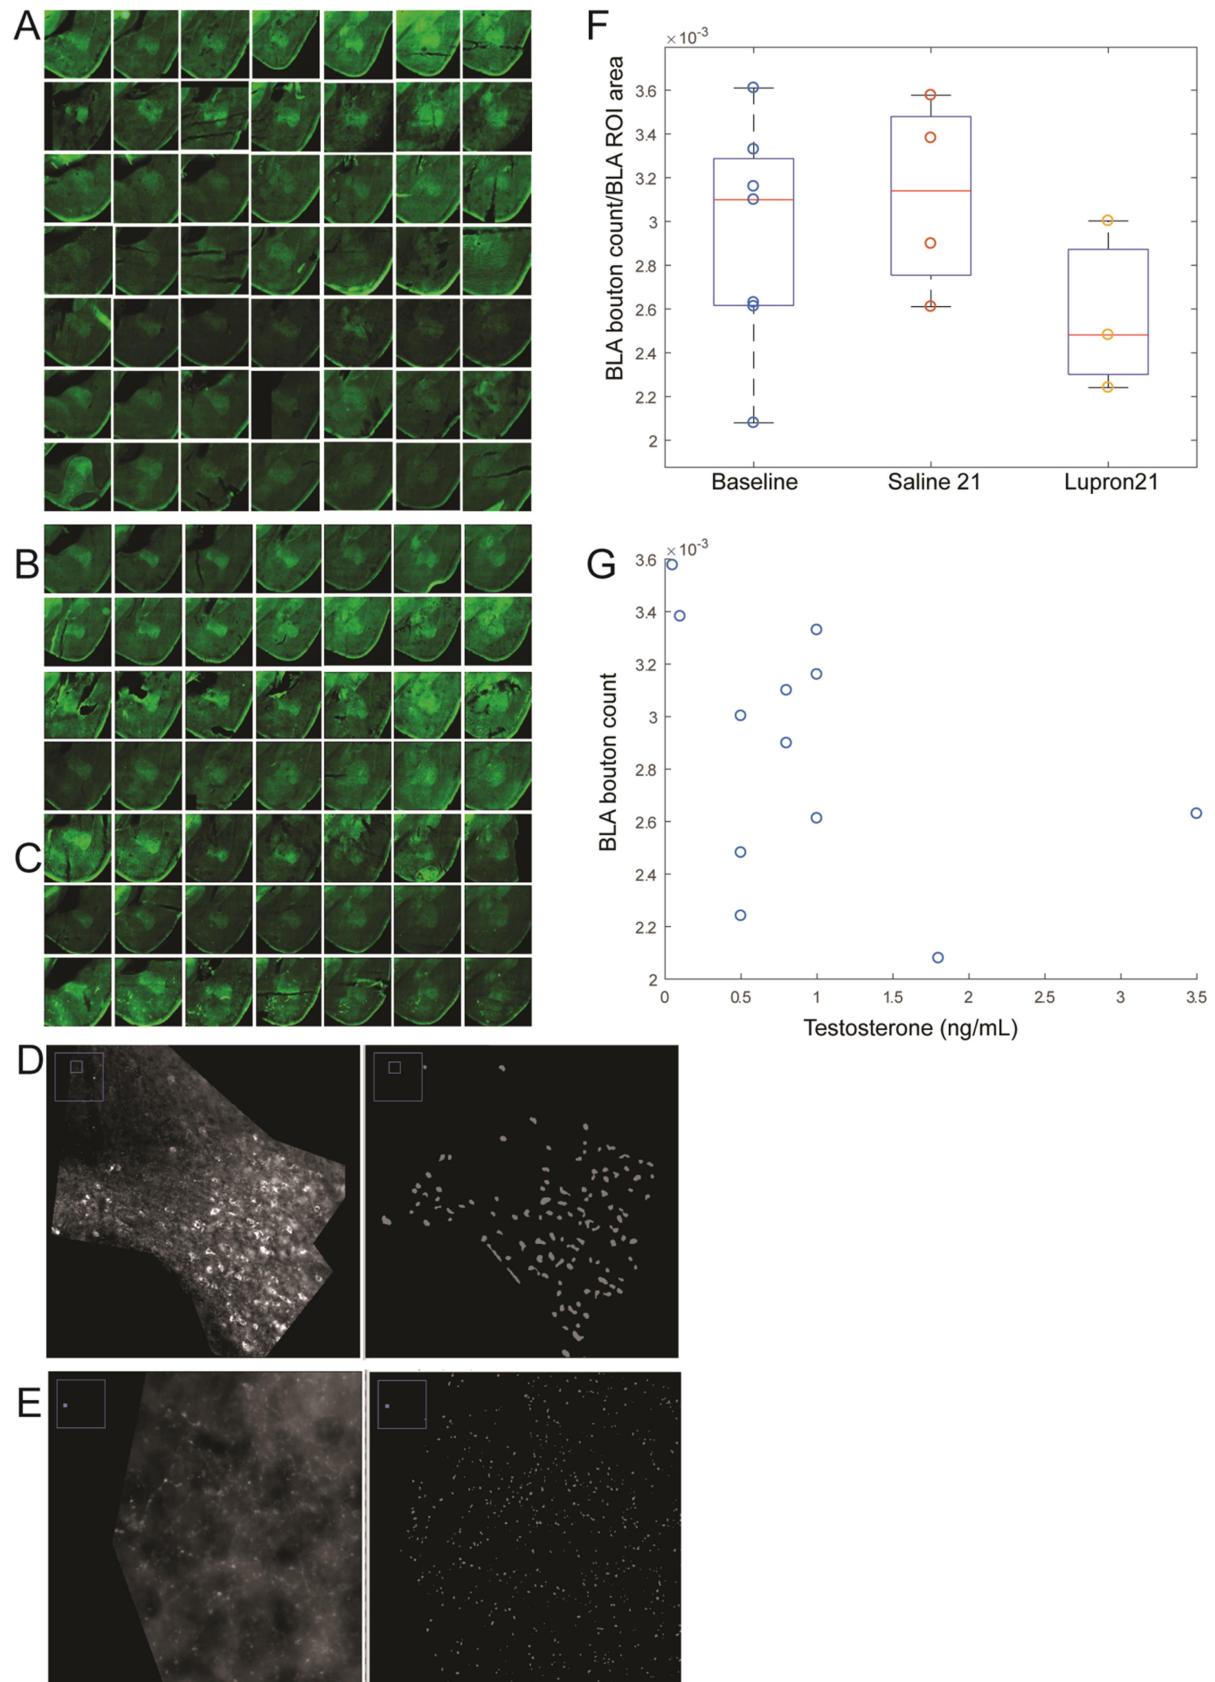 A
B
C
D
E
F
×10⁻³
BLA bouton count/BLA ROI area
3.6
3.4
3.2
3
2.8
2.6
2.4
2.2
2
Baseline Saline 21 Lupron21
G
×10⁻³
BLA bouton count
3.6
3.4
3.2
3
2.8
2.6
2.4
2.2
2
0 0.5 1 1.5 2 2.5 3 3.5
Testosterone (ng/mL)